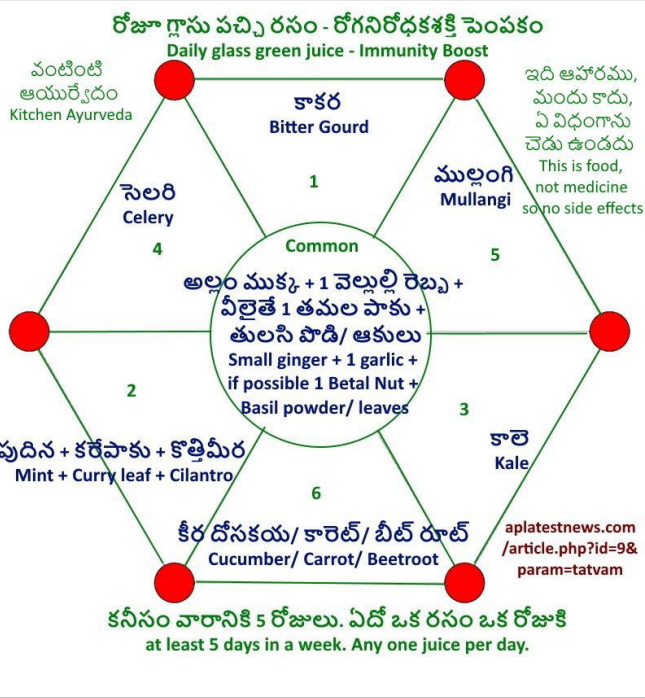 రోజూ గ్లాసు పచ్చి రసం - రోగనిరోధకశక్తి పెంపకం
Daily glass green juice - Immunity Boost
వంటింటి
ఆయుర్వేదం
Kitchen Ayurveda
ఇది ఆహారము,
మందు కాదు,
ఏ విధంగాను
చెడు ఉండదు
This is food,
not medicine
so no side effects
కాకర
Bitter Gourd
1
ముల్లంగి
Mullangi
5
సెలరి
Celery
4
Common
అల్లం ముక్క + 1 వెల్లుల్లి రెబ్బ +
వీలైతే 1 తమల పాకు +
తులసి పొడి/ ఆకులు
Small ginger + 1 garlic +
if possible 1 Betal Nut +
Basil powder/ leaves
2
పుదిన + కరేపాకు + కొత్తిమీర
Mint + Curry leaf + Cilantro
3
కాలె
Kale
6
కీర దోసకయ/ కారెట్/ బీట్ రూట్
Cucumber/ Carrot/ Beetroot
aplatestnews.com
/article.php?id=9&
param=tatvam
కనీసం వారానికి 5 రోజులు. ఏదో ఒక రసం ఒక రోజుకి
at least 5 days in a week. Any one juice per day.